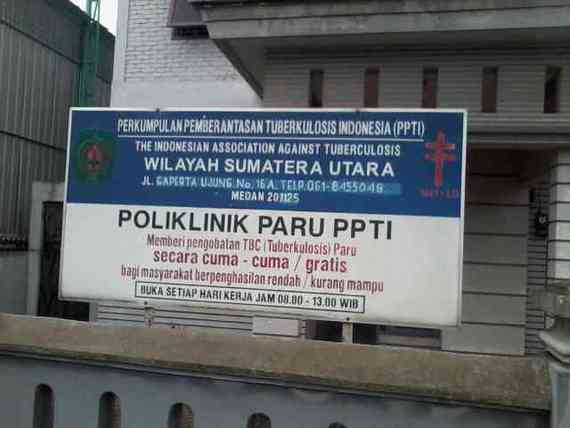 PERKUMPULAN PEMBERANTASAN TUBERKULOSIS INDONESIA (PPTI)
THE INDONESIAN ASSOCIATION AGAINST TUBERCULOSIS
WILAYAH SUMATERA UTARA
JL. GAPERTA UJUNG No. 16 A. TELP. 061-
MEDAN 20125
POLIKLINIK PARU PPTI
Memberi pengobatan TBC (Tuberkulosis) Paru
secara cuma - cuma / gratis
bagi masyarakat berpenghasilan rendah / kurang mampu
BUKA SETIAP HARI KERJA JAM 08.00 - 13.00 WIB